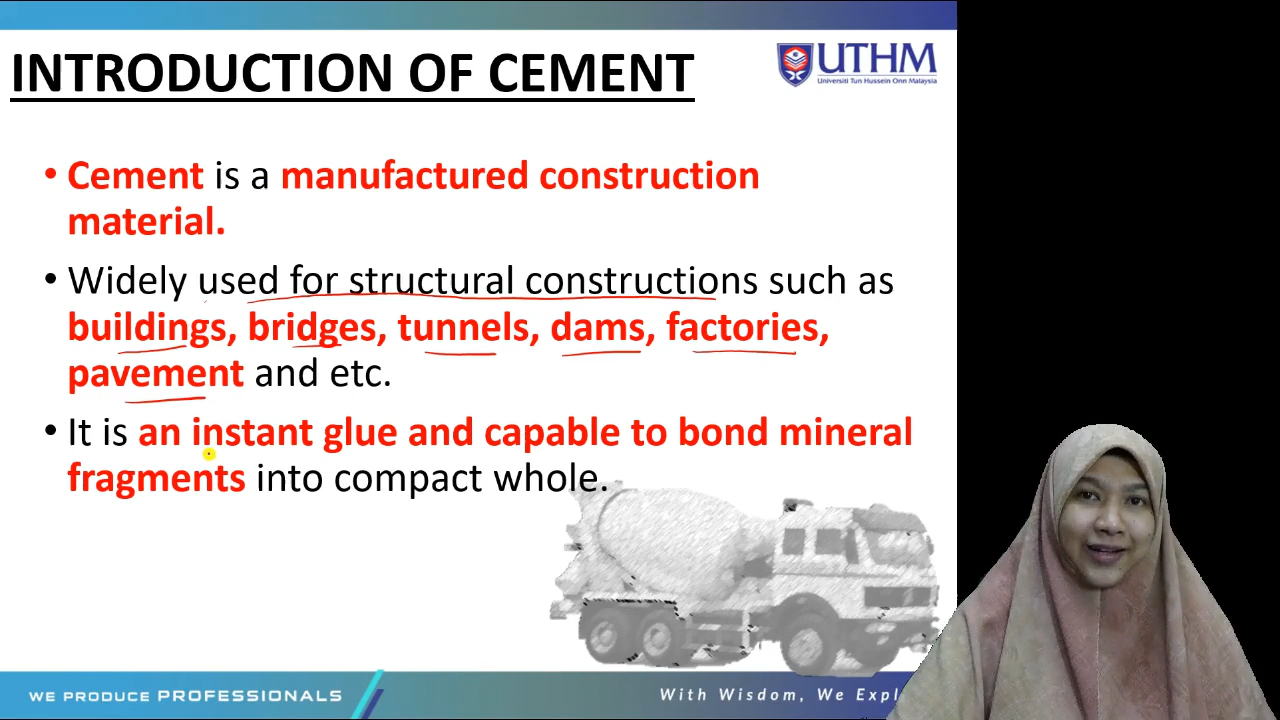 INTRODUCTION OF CEMENT
UTHM
Universiti Tun Hussein Onn Malaysia
• Cement is a manufactured construction
material.
• Widely used for structural constructions such as
buildings, bridges, tunnels, dams, factories,
pavement and etc.
• It is an instant glue and capable to bond mineral
fragments into compact whole.
WE PRODUCE PROFESSIONALS
With Wisdom, We Expl